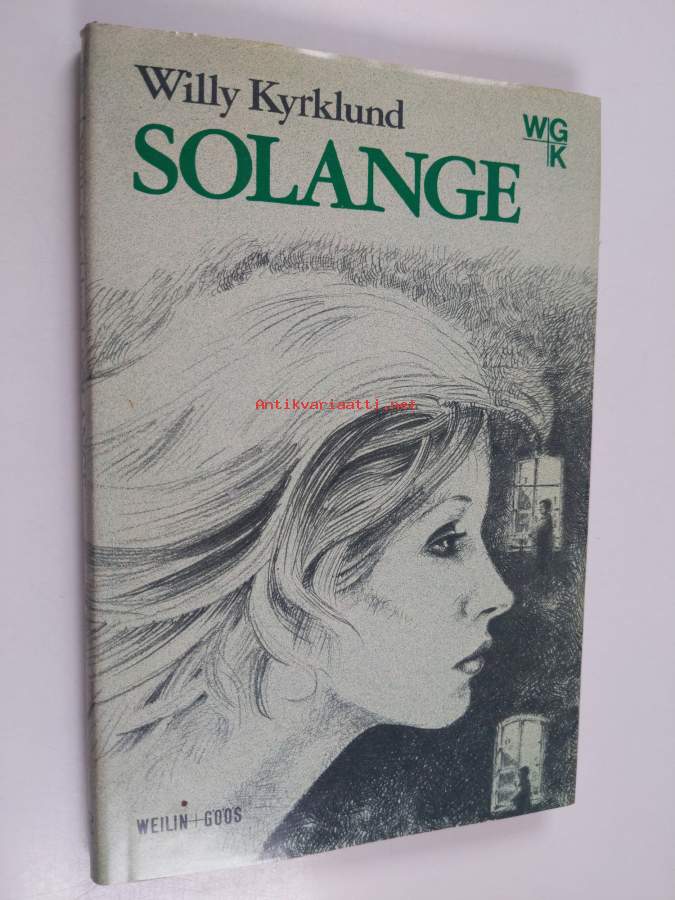 Willy Kyrklund
SOLANGE
WG
K
Antikvariaatti.net
WEILIN+GÖÖS